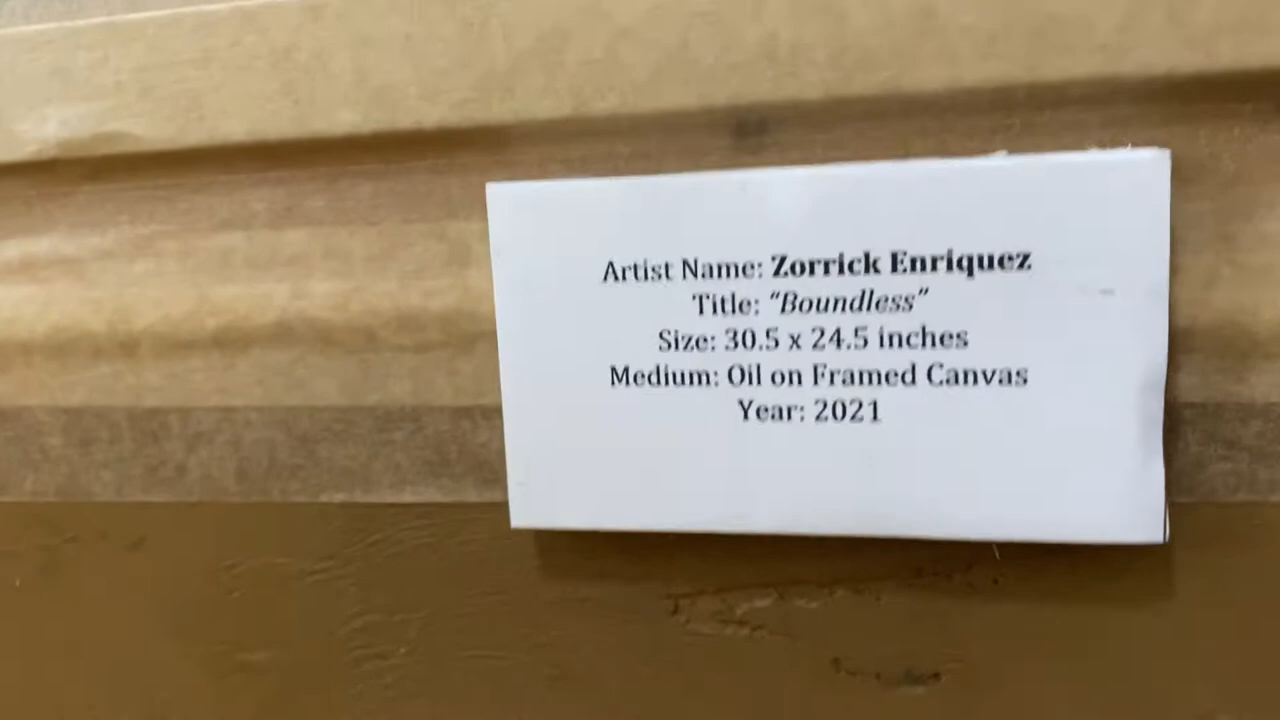 Artist Name: Zorrick Enriquez
Title: “Boundless”
Size: 30.5 x 24.5 inches
Medium: Oil on Framed Canvas
Year: 2021